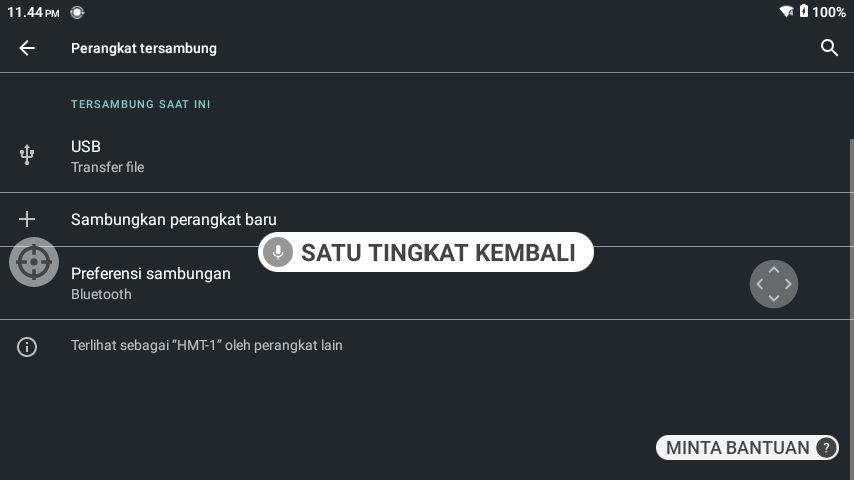 11.44 PM
100%
Perangkat tersambung
TERSAMBUNG SAAT INI
USB
Transfer file
Sambungkan perangkat baru
SATU TINGKAT KEMBALI
Preferensi sambungan
Bluetooth
Terlihat sebagai “HMT-1” oleh perangkat lain
MINTA BANTUAN ?